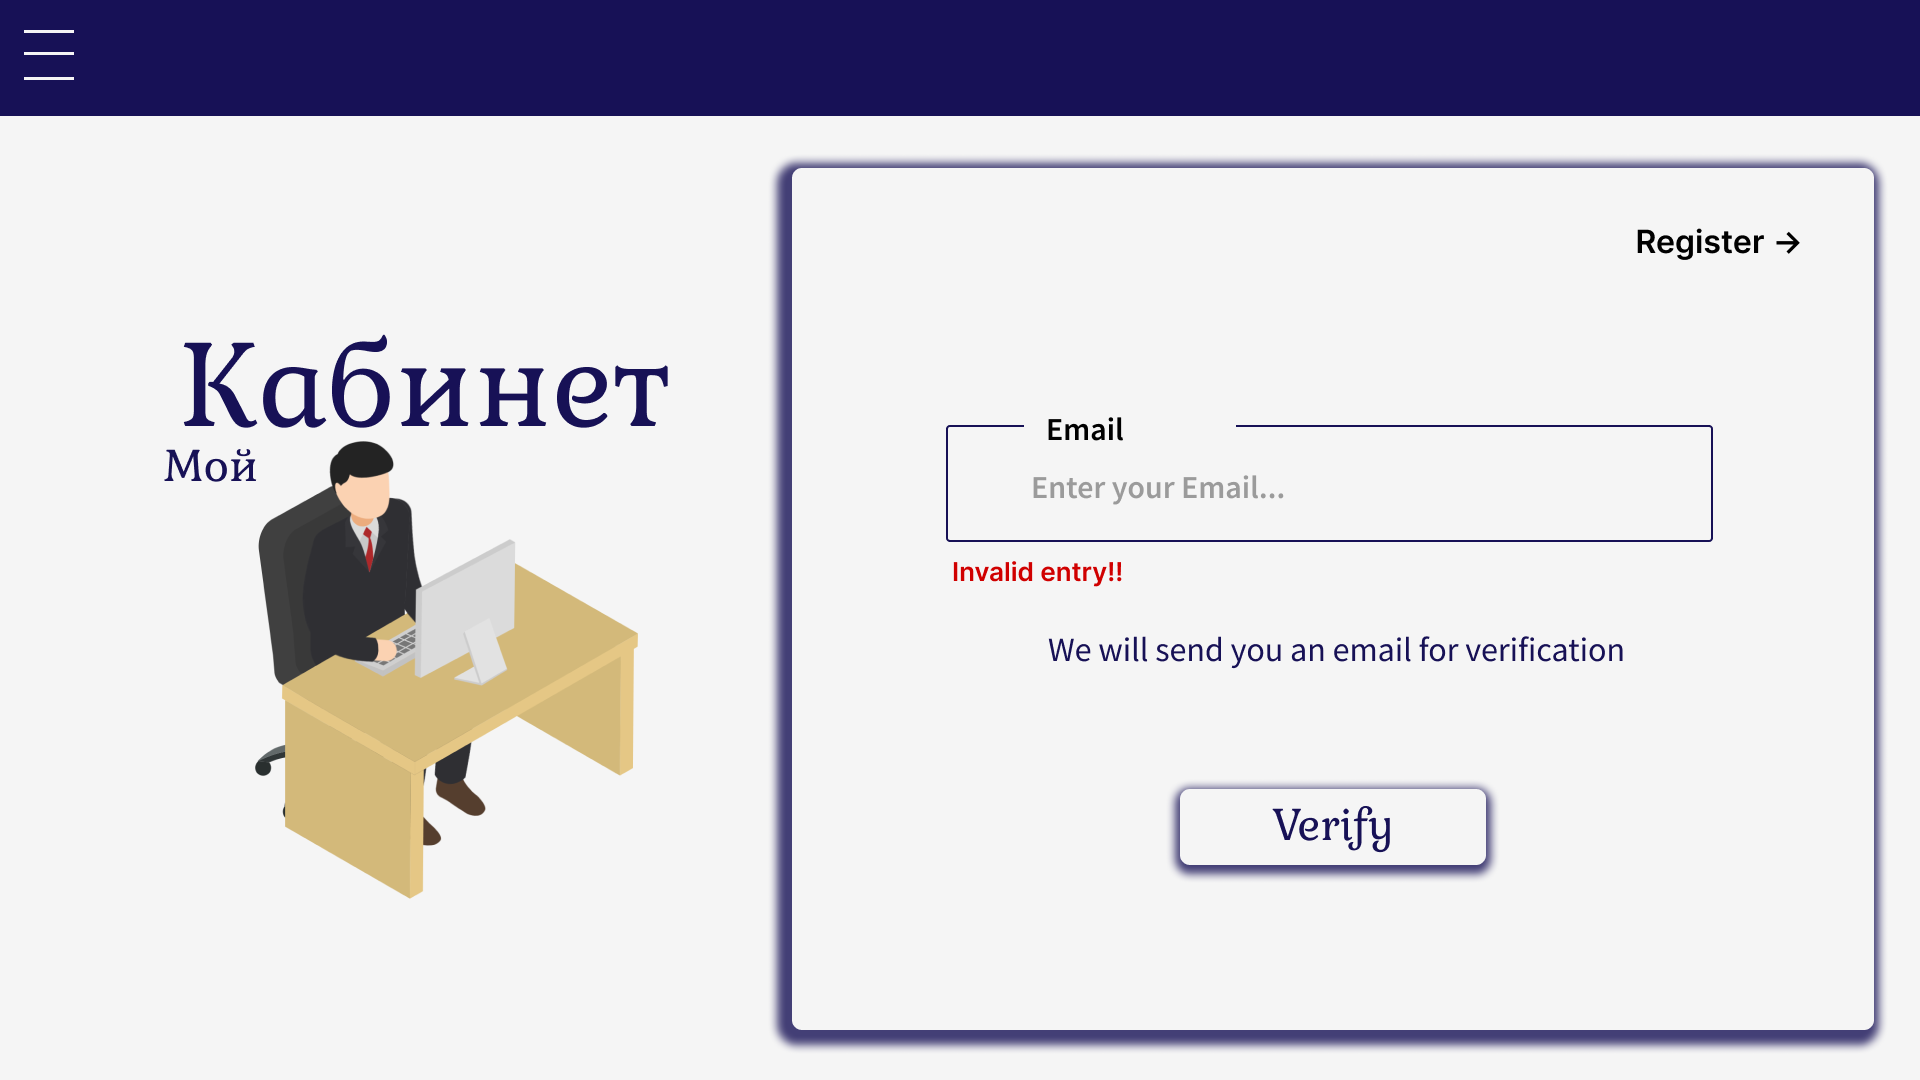 Кабинет
Мой
Register →
Email
Enter your Email...
Invalid entry!!
We will send you an email for verification
Verify